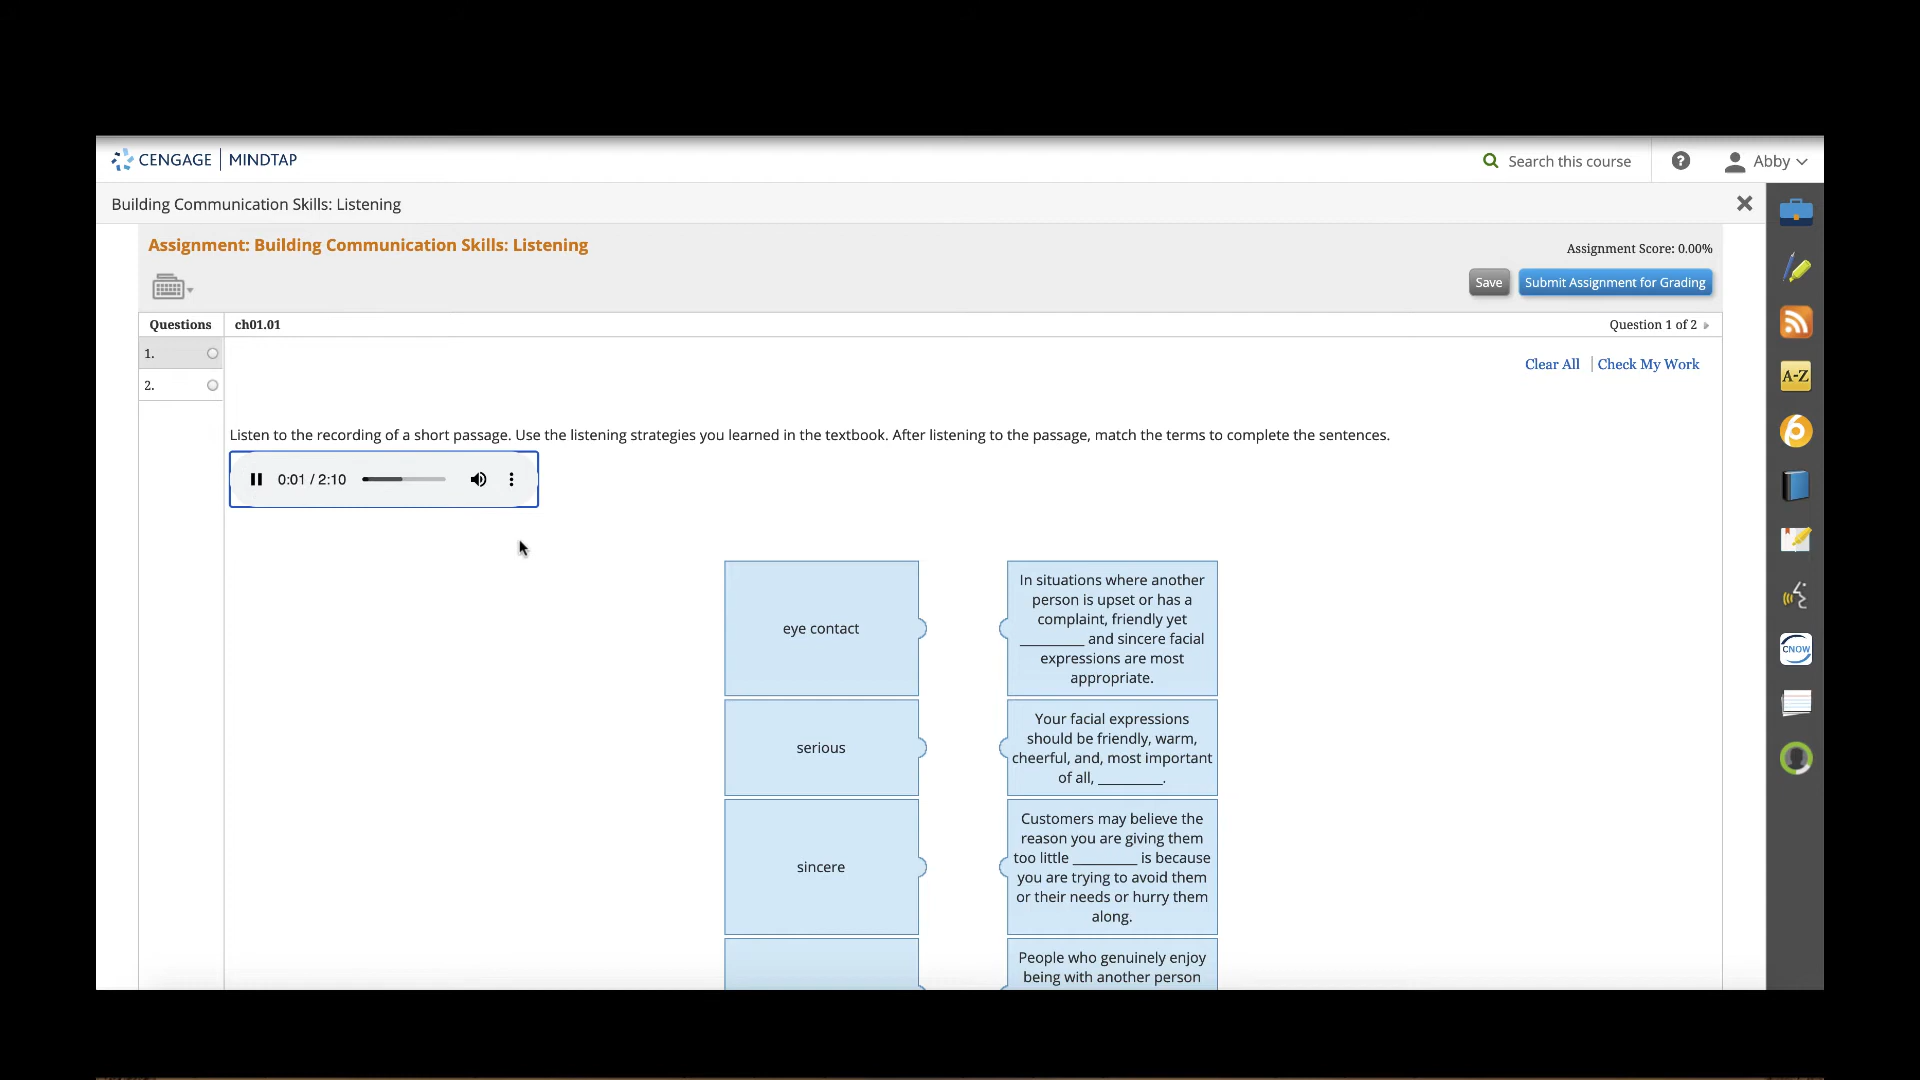 CENGAGE | MINDTAP
Search this course
?
Abby
Building Communication Skills: Listening
Assignment: Building Communication Skills: Listening
Assignment Score: 0.00%
Save
Submit Assignment for Grading
Questions
ch01.01
Question 1 of 2
1.
2.
Clear All
Check My Work
Listen to the recording of a short passage. Use the listening strategies you learned in the textbook. After listening to the passage, match the terms to complete the sentences.
0:01 / 2:10
eye contact
In situations where another
person is upset or has a
complaint, friendly yet
_________ and sincere facial
expressions are most
appropriate.
serious
Your facial expressions
should be friendly, warm,
cheerful, and, most important
of all, _________.
sincere
Customers may believe the
reason you are giving them
too little _________ is because
you are trying to avoid them
or their needs or hurry them
along.
People who genuinely enjoy
being with another person
A-Z
CNOW